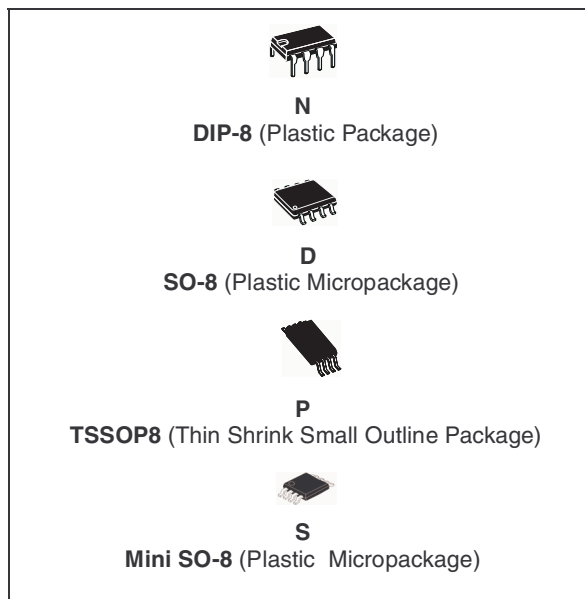 N
DIP-8 (Plastic Package)
D
SO-8 (Plastic Micropackage)
P
TSSOP8 (Thin Shrink Small Outline Package)
S
Mini SO-8 (Plastic Micropackage)